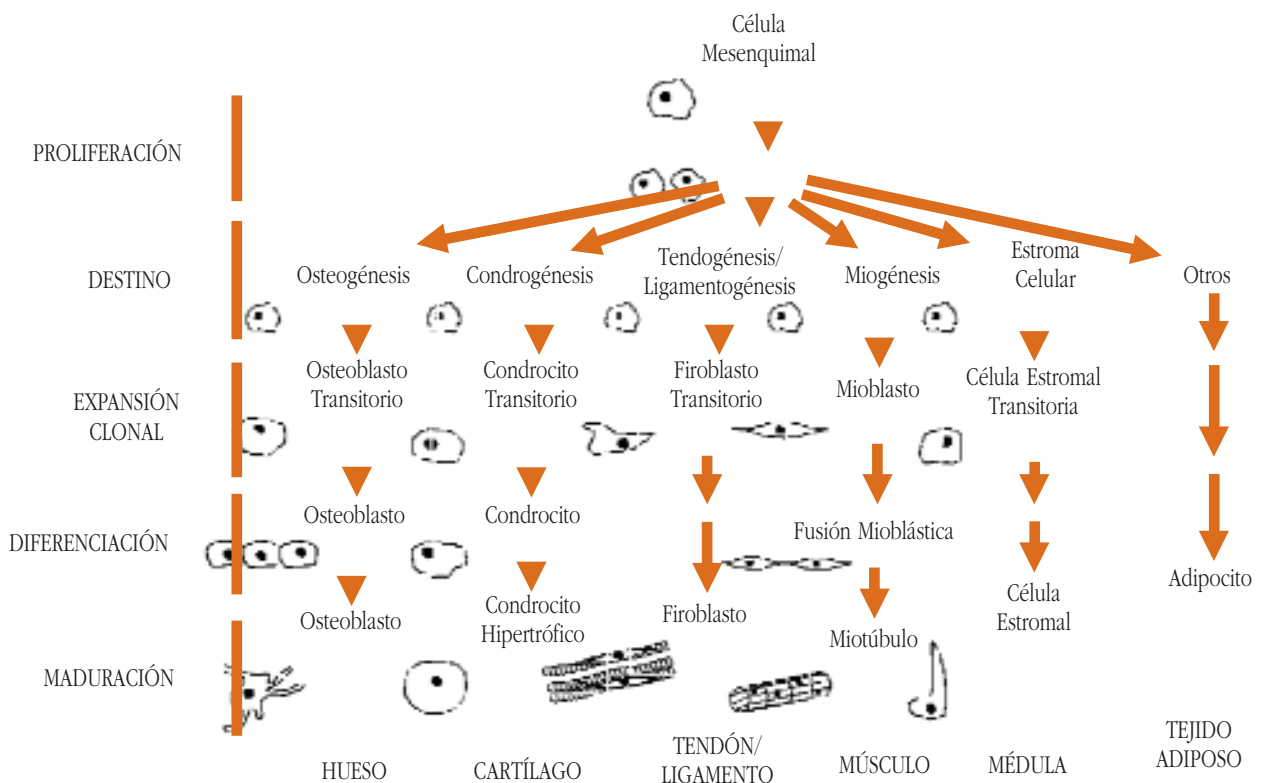 Célula
Mesenquimal
PROLIFERACIÓN
DESTINO
Osteogénesis
Condrogénesis
Tendogénesis/
Ligamentogénesis
Miogénesis
Estroma
Celular
Otros
EXPANSIÓN
CLONAL
Osteoblasto
Transitorio
Condrocito
Transitorio
Firoblasto
Transitorio
Mioblasto
Célula Estromal
Transitoria
DIFERENCIACIÓN
Osteoblasto
Condrocito
Fusión Mioblástica
Adipocito
MADURACIÓN
Osteoblasto
Condrocito
Hipertrófico
Firoblasto
Miotúbulo
Célula
Estromal
HUESO
CARTÍLAGO
TENDÓN/
LIGAMENTO
MÚSCULO
MÉDULA
TEJIDO
ADIPOSO